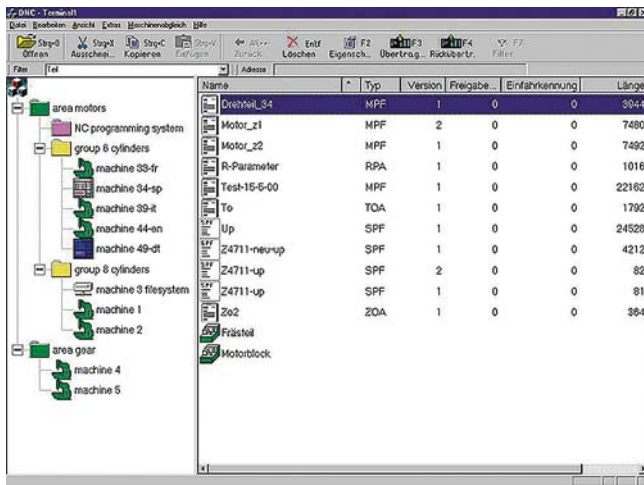 DNC - Terminal1
Datei Bearbeiten Ansicht Extras Maschinenabgleich Hilfe
Strg+O Strg+X Strg+C Strg+V Alt+← Entf F2 F3 F4 F7
Öffnen Ausschnei... Kopieren Einfügen Zurück Löschen Eigensch... Übertrag... Rückübertr. Filter
Filter Teil Adresse
Name Typ Version Freigabe... Einfahrkennung Länge
Drehteil_34 MPF 1 0 0 3944
Motor_z1 MPF 2 0 0 7480
Motor_z2 MPF 1 0 0 7492
R-Parameter RPA 1 0 0 1016
Test-15-5-00 MPF 1 0 0 22162
To TOA 1 0 0 1792
Up SPF 1 0 0 24528
Z4711-neu-up SPF 1 0 0 4212
Z4711-up SPF 2 0 0 82
Z4711-up SPF 1 0 0 81
Zo2 ZOA 1 0 0 364
Frästeil
Motorblock
area motors
NC programming system
group 6 cylinders
machine 33-fr
machine 34-sp
machine 39-it
machine 44-en
machine 49-dt
group 8 cylinders
machine 3 filesystem
machine 1
machine 2
area gear
machine 4
machine 5